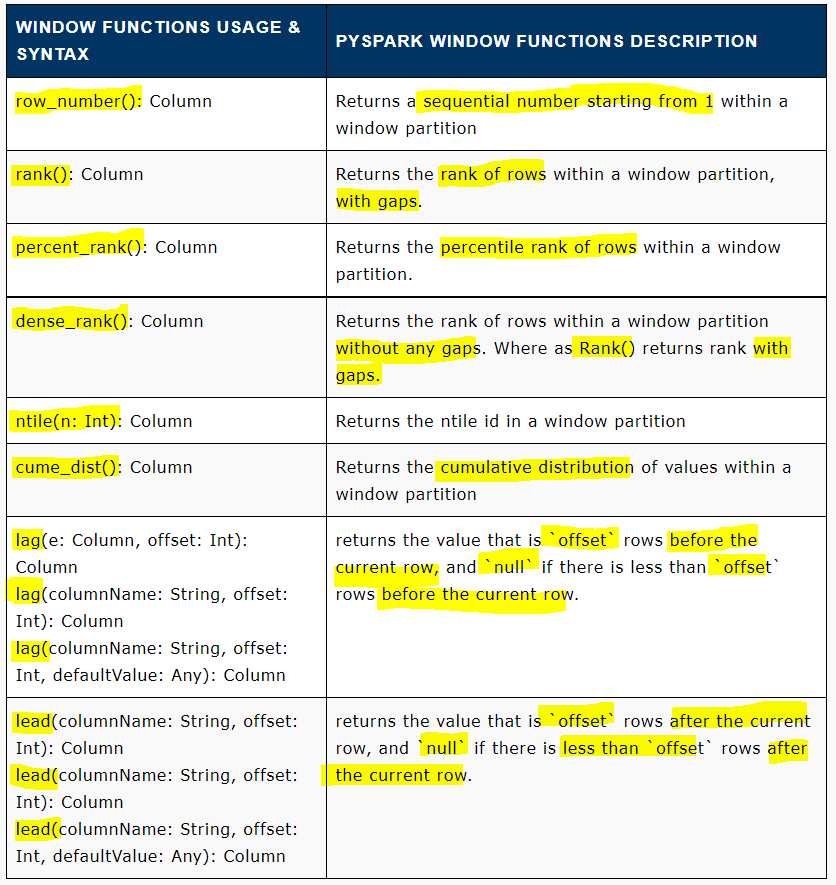 WINDOW FUNCTIONS USAGE &
SYNTAX
PYSPARK WINDOW FUNCTIONS DESCRIPTION
row_number(): Column
Returns a sequential number starting from 1 within a
window partition
rank(): Column
Returns the rank of rows within a window partition,
with gaps.
percent_rank(): Column
Returns the percentile rank of rows within a window
partition.
dense_rank(): Column
Returns the rank of rows within a window partition
without any gaps. Where as Rank() returns rank with
gaps.
ntile(n: Int): Column
Returns the ntile id in a window partition
cume_dist(): Column
Returns the cumulative distribution of values within a
window partition
lag(e: Column, offset: Int):
Column
lag(columnName: String, offset:
Int): Column
lag(columnName: String, offset:
Int, defaultValue: Any): Column
returns the value that is `offset` rows before the
current row, and `null` if there is less than `offset`
rows before the current row.
lead(columnName: String, offset:
Int): Column
lead(columnName: String, offset:
Int): Column
lead(columnName: String, offset:
Int, defaultValue: Any): Column
returns the value that is `offset` rows after the current
row, and `null` if there is less than `offset` rows after
the current row.